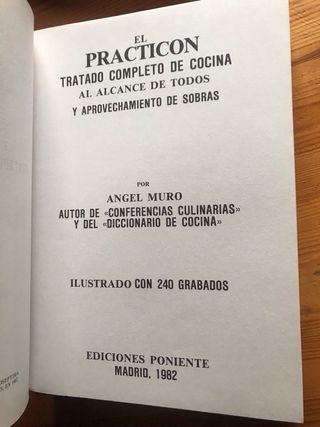 EL
PRACTICON
TRATADO COMPLETO DE COCINA
AL ALCANCE DE TODOS
Y APROVECHAMIENTO DE SOBRAS
POR
ANGEL MURO
AUTOR DE «CONFERENCIAS CULINARIAS»
Y DEL «DICCIONARIO DE COCINA»
ILUSTRADO CON 240 GRABADOS
EDICIONES PONIENTE
MADRID, 1982